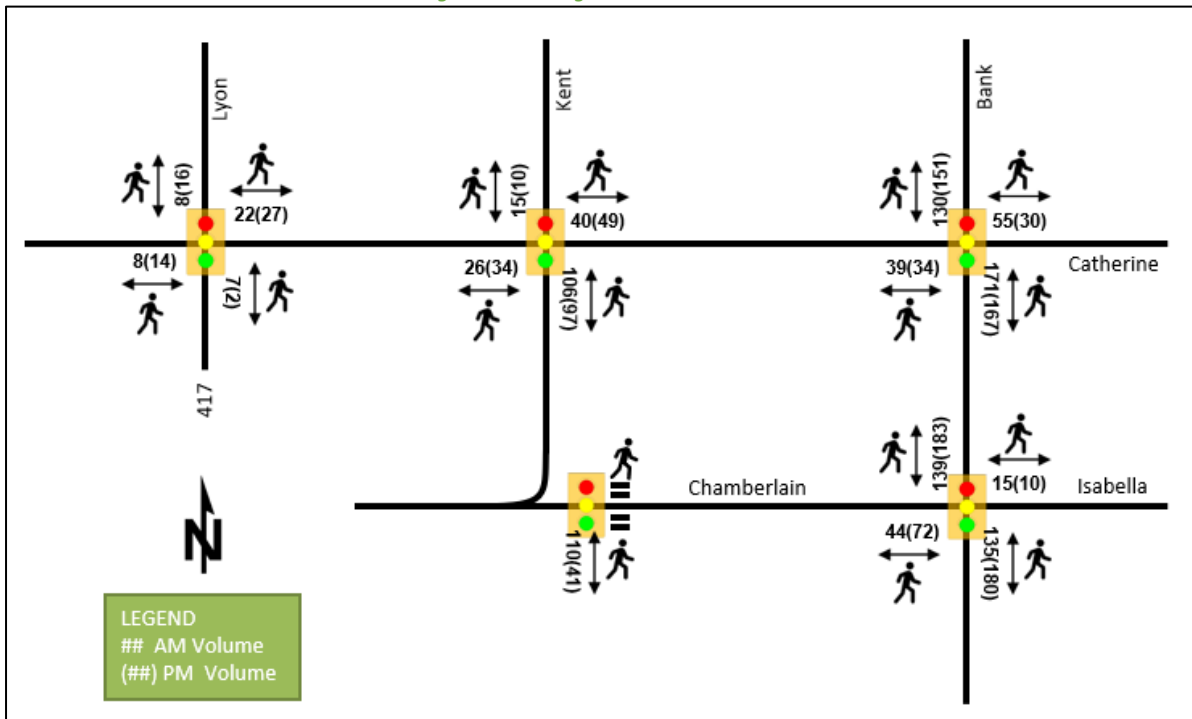 Lyon
Kent
Bank
8(16)
22(27)
15(10)
40(49)
130(151)
55(30)
8(14)
7(2)
26(34)
106(97)
39(34)
171(167)
Catherine
417
139(183)
15(10)
Chamberlain
Isabella
110(41)
44(72)
135(180)
N
LEGEND
## AM Volume
(##) PM Volume